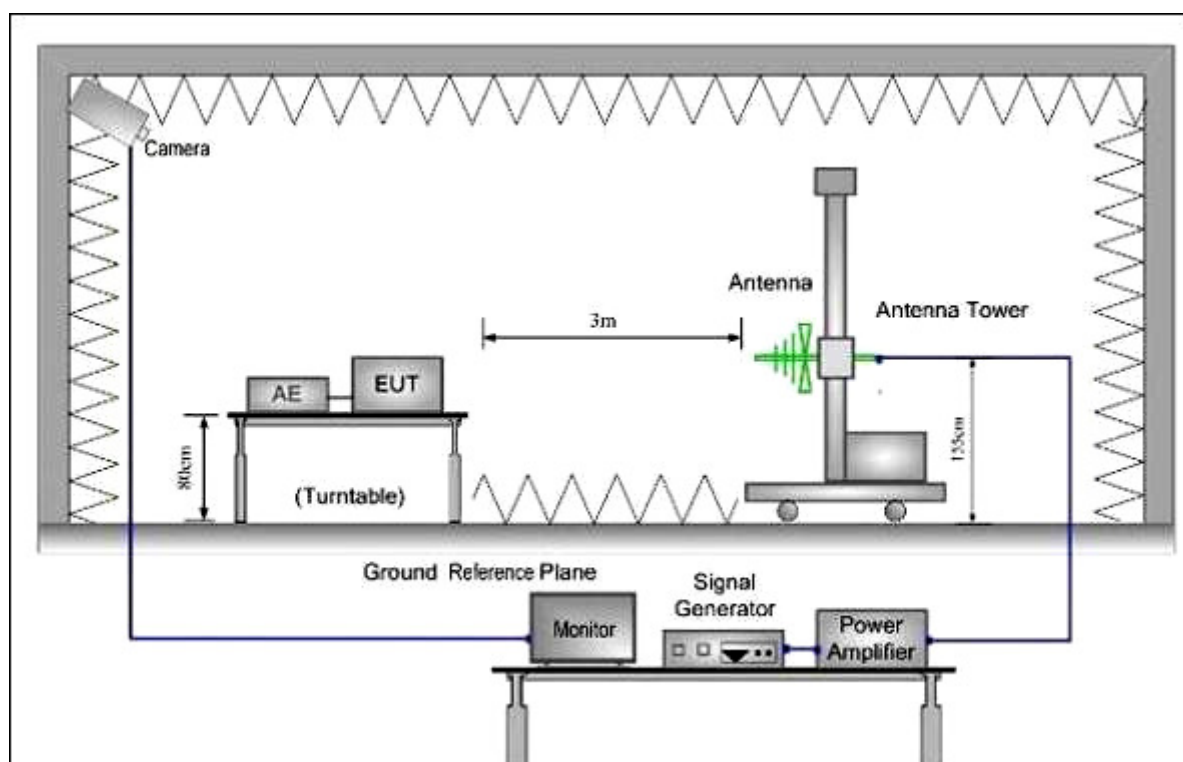 Camera
Antenna
3m
Antenna Tower
AE
EUT
80cm
155cm
(Turntable)
Ground Reference Plane
Signal
Generator
Monitor
Power
Amplifier